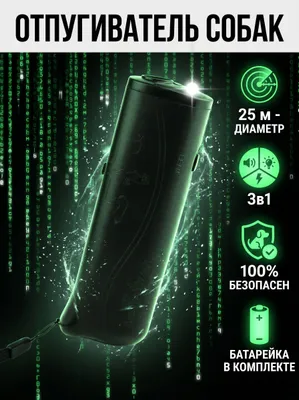 ОТПУГИВАТЕЛЬ СОБАК
25 м -
ДИАМЕТР
3в1
100%
БЕЗОПАСЕН
БАТАРЕЙКА
В КОМПЛЕКТЕ